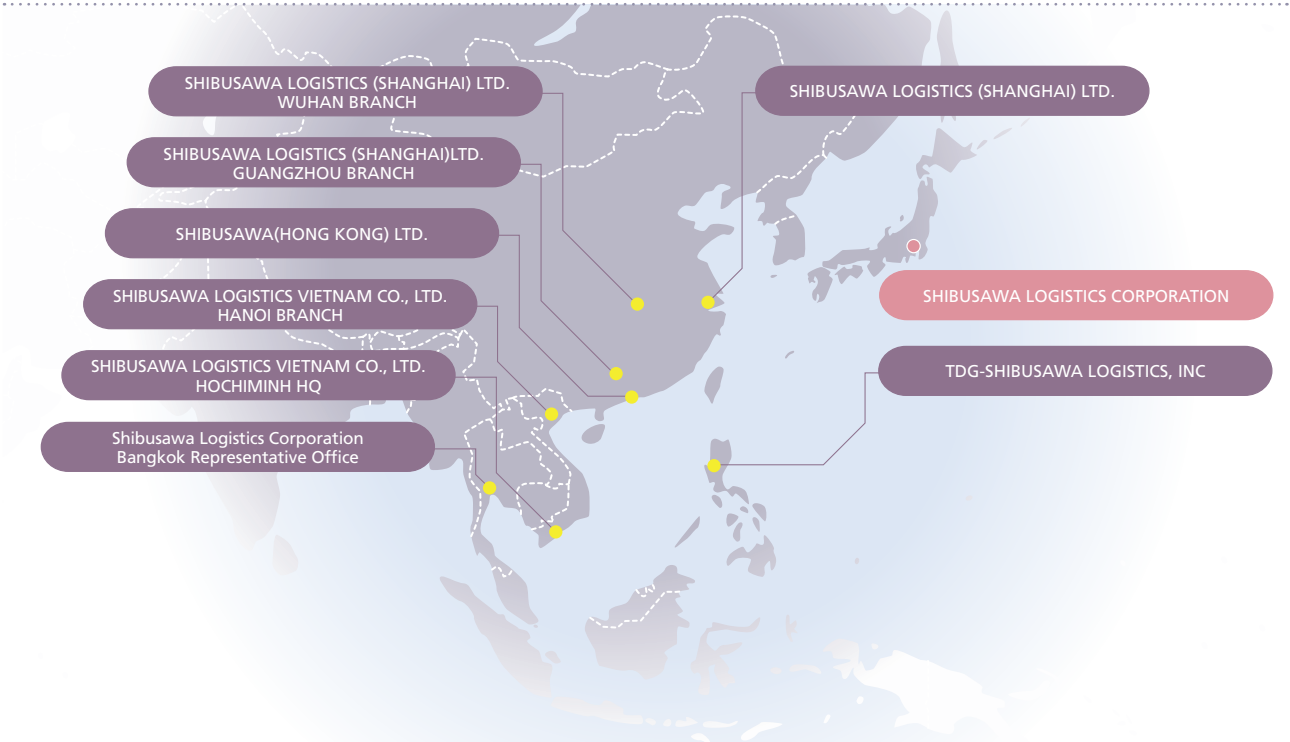 SHIBUSAWA LOGISTICS (SHANGHAI) LTD.
WUHAN BRANCH
SHIBUSAWA LOGISTICS (SHANGHAI)LTD.
GUANGZHOU BRANCH
SHIBUSAWA(HONG KONG) LTD.
SHIBUSAWA LOGISTICS VIETNAM CO., LTD.
HANOI BRANCH
SHIBUSAWA LOGISTICS VIETNAM CO., LTD.
HOCHIMINH HQ
Shibusawa Logistics Corporation
Bangkok Representative Office
SHIBUSAWA LOGISTICS (SHANGHAI) LTD.
SHIBUSAWA LOGISTICS CORPORATION
TDG-SHIBUSAWA LOGISTICS, INC